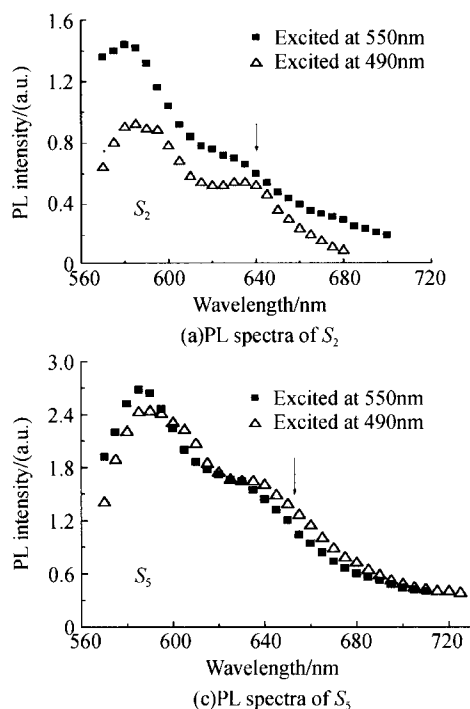 1.6
1.2
0.8
0.4
0
PL intensity/(a.u.)
■ Excited at 550nm
△ Excited at 490nm
S₂
560 600 640 680 720
Wavelength/nm
(a)PL spectra of S₂
3.0
2.4
1.8
1.2
0.6
0
PL intensity/(a.u.)
■ Excited at 550nm
△ Excited at 490nm
S₅
560 600 640 680 720
Wavelength/nm
(c)PL spectra of S₅